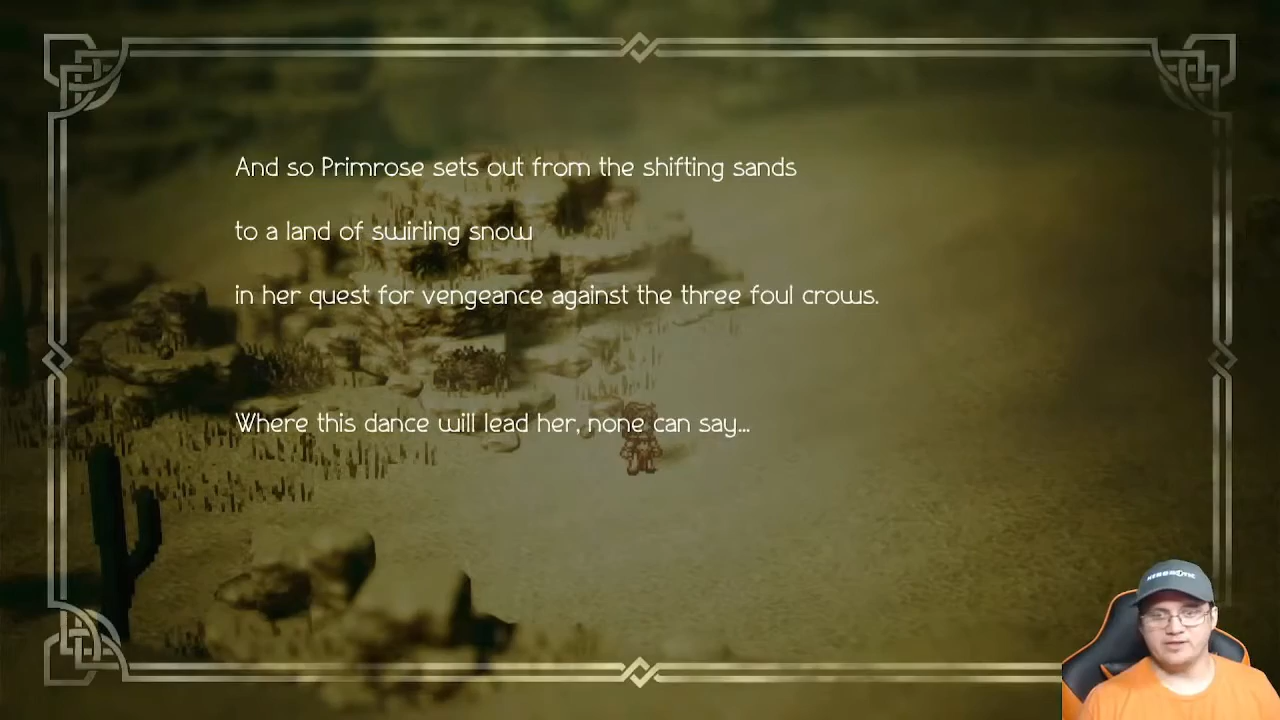 And so Primrose sets out from the shifting sands
to a land of swirling snow
in her quest for vengeance against the three foul crows.
Where this dance will lead her, none can say...